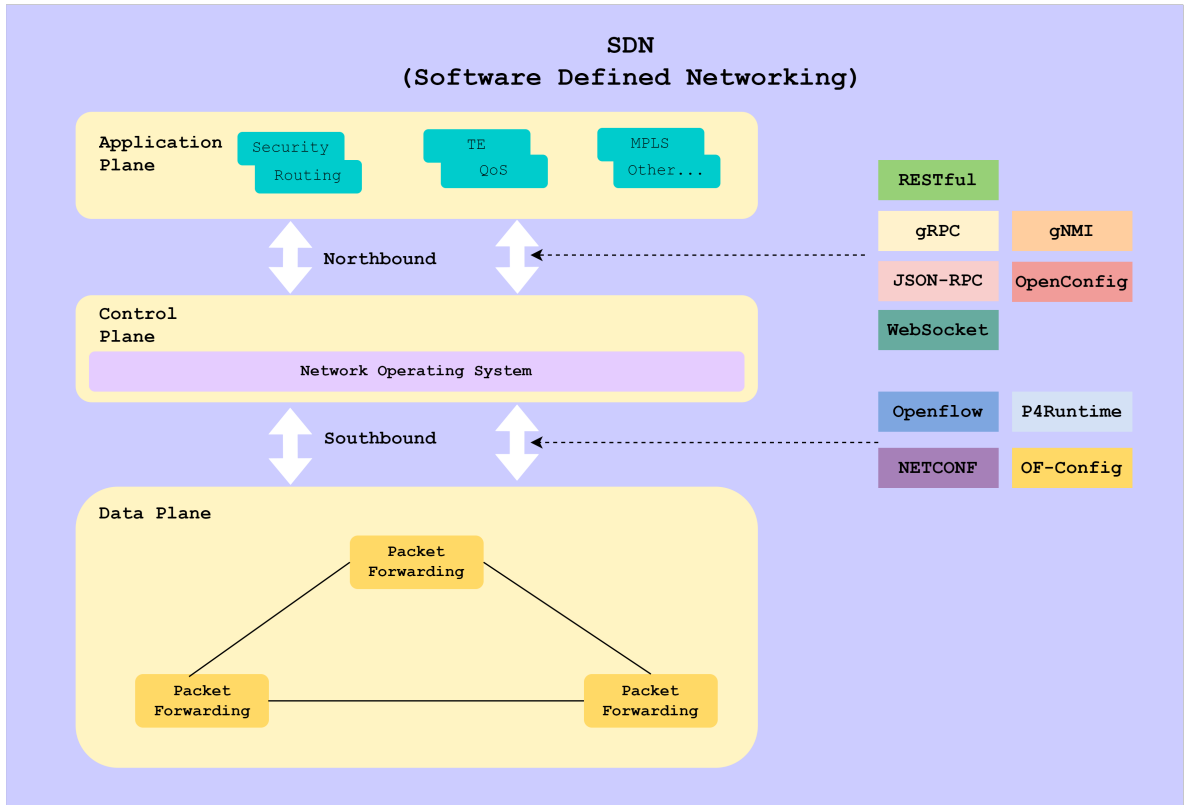 SDN
(Software Defined Networking)
Application
Plane
Security
Routing
TE
QoS
MPLS
Other...
Northbound
RESTful
gRPC
gNMI
JSON-RPC
OpenConfig
WebSocket
Control
Plane
Network Operating System
Southbound
Openflow
P4Runtime
NETCONF
OF-Config
Data Plane
Packet
Forwarding
Packet
Forwarding
Packet
Forwarding